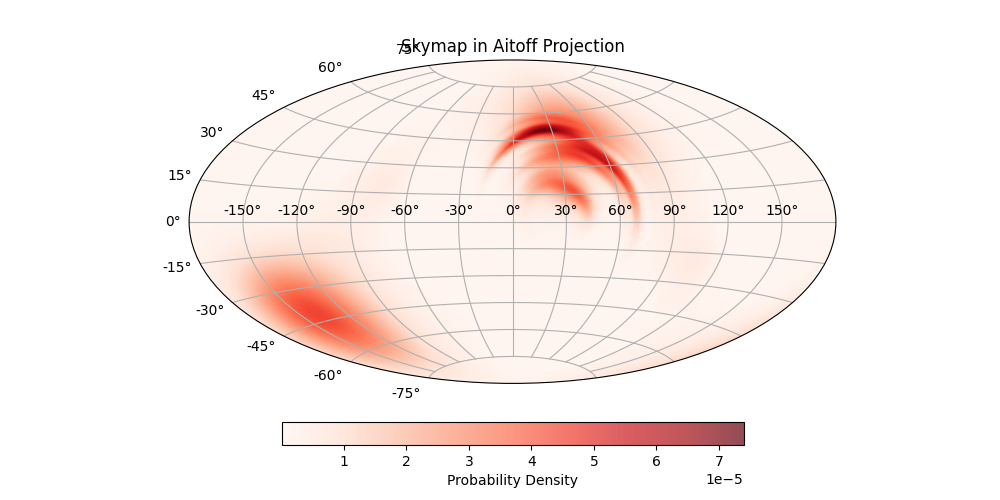 75°
Skymap in Aitoff Projection
60°
45°
30°
15°
-150° -120° -90° -60° -30° 0° 30° 60° 90° 120° 150°
0°
-15°
-30°
-45°
-60°
-75°
1 2 3 4 5 6 7
1e−5
Probability Density